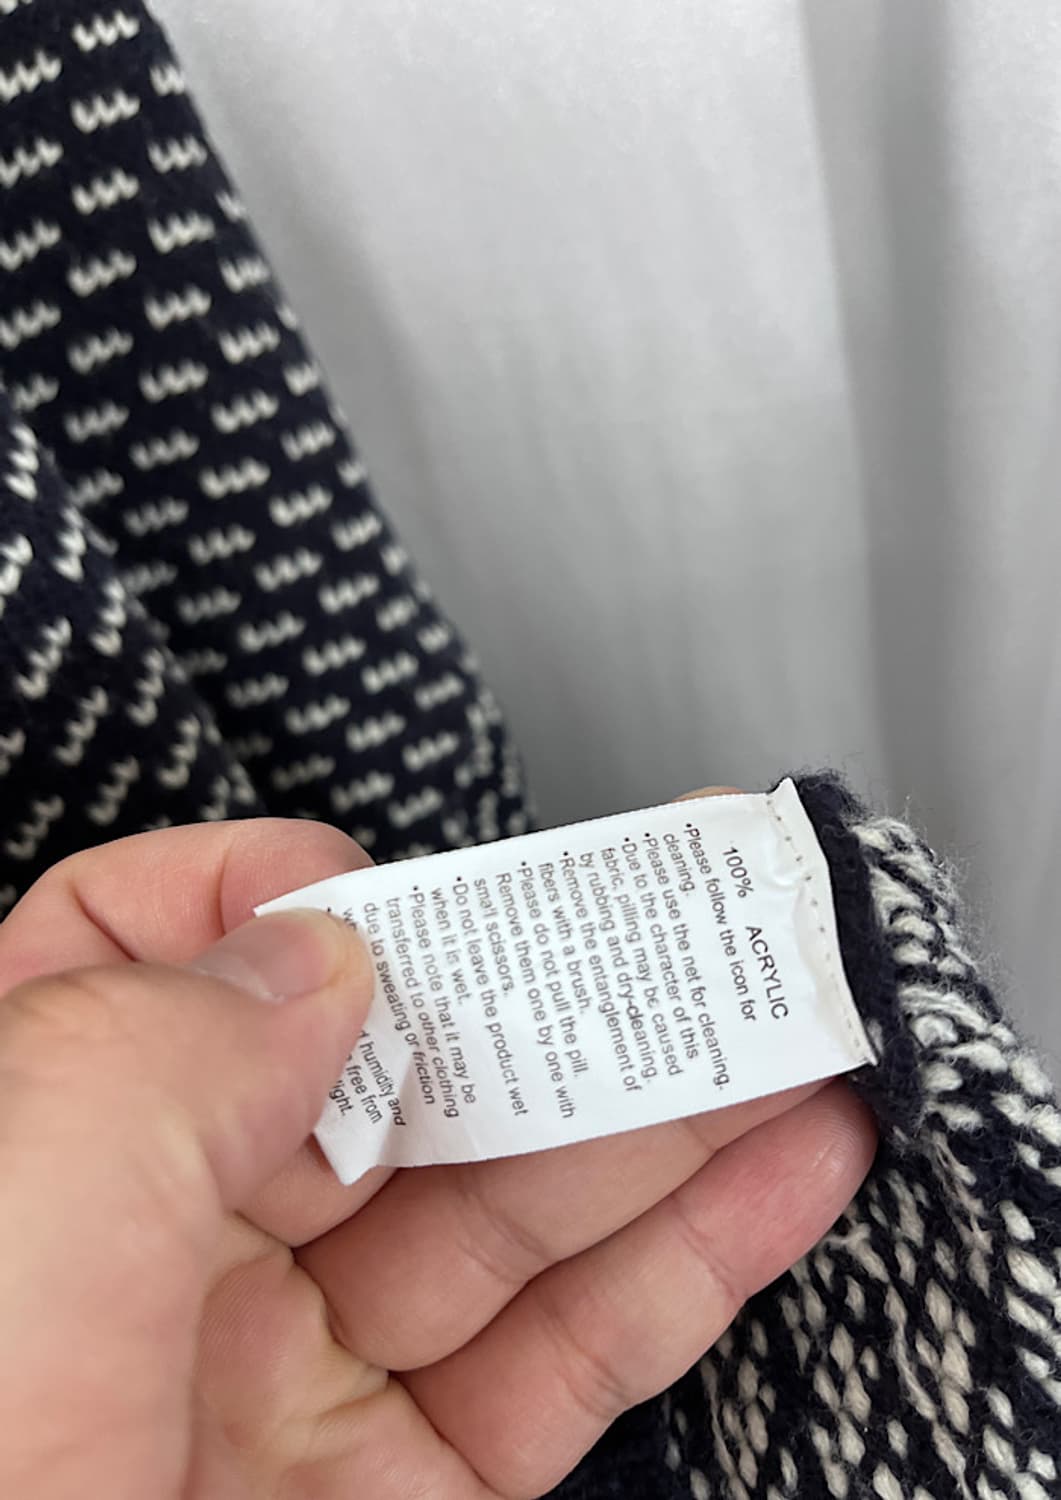 100% ACRYLIC
•Please follow the icon for
cleaning.
•Please use the net for cleaning.
•Due to the character of this
fabric, pilling may be caused
by rubbing and dry-cleaning.
•Remove the entanglement of
fibers with a brush.
•Please do not pull the pill.
Remove them one by one with
small scissors.
•Do not leave the product wet
when it is wet.
•Please note that it may be
transferred to other clothing
due to sweating or friction
humidity and
free from
light.